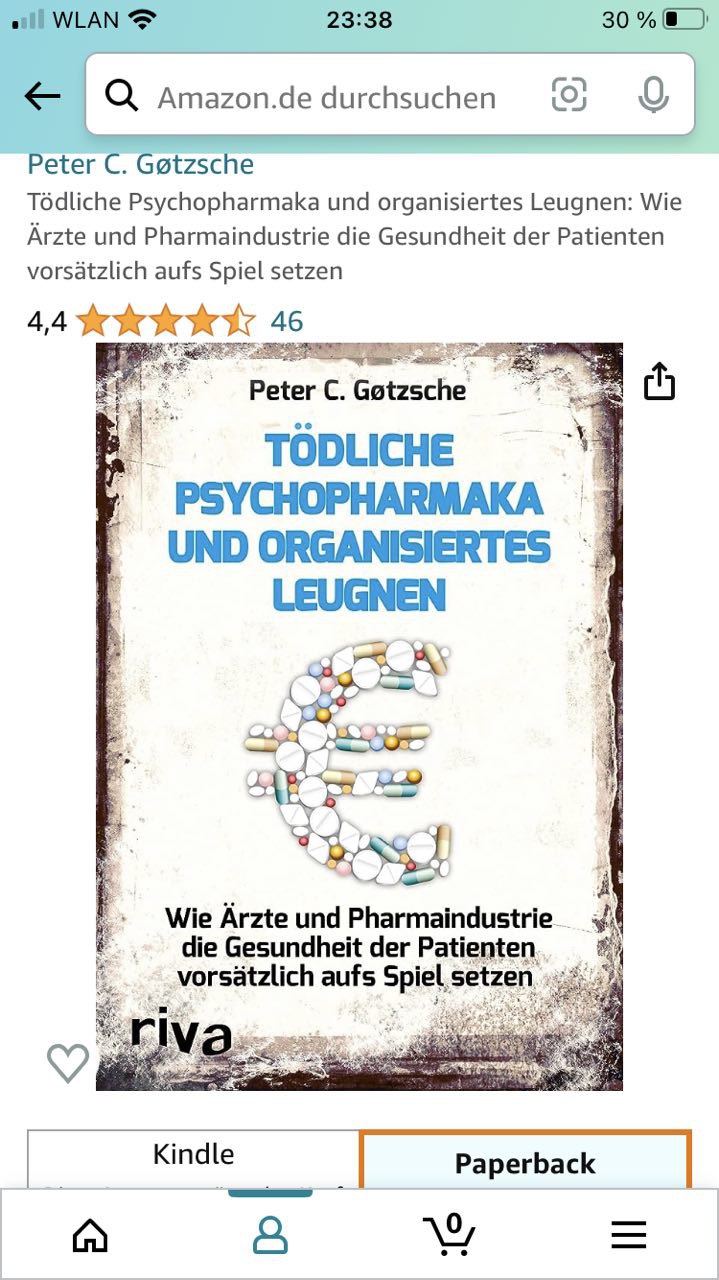 WLAN 23:38 30 %
Amazon.de durchsuchen
Peter C. Gøtzsche
Tödliche Psychopharmaka und organisiertes Leugnen: Wie
Ärzte und Pharmaindustrie die Gesundheit der Patienten
vorsätzlich aufs Spiel setzen
4,4 46
Peter C. Gøtzsche
TÖDLICHE
PSYCHOPHARMAKA
UND ORGANISIERTES
LEUGNEN
Wie Ärzte und Pharmaindustrie
die Gesundheit der Patienten
vorsätzlich aufs Spiel setzen
riva
Kindle Paperback
0